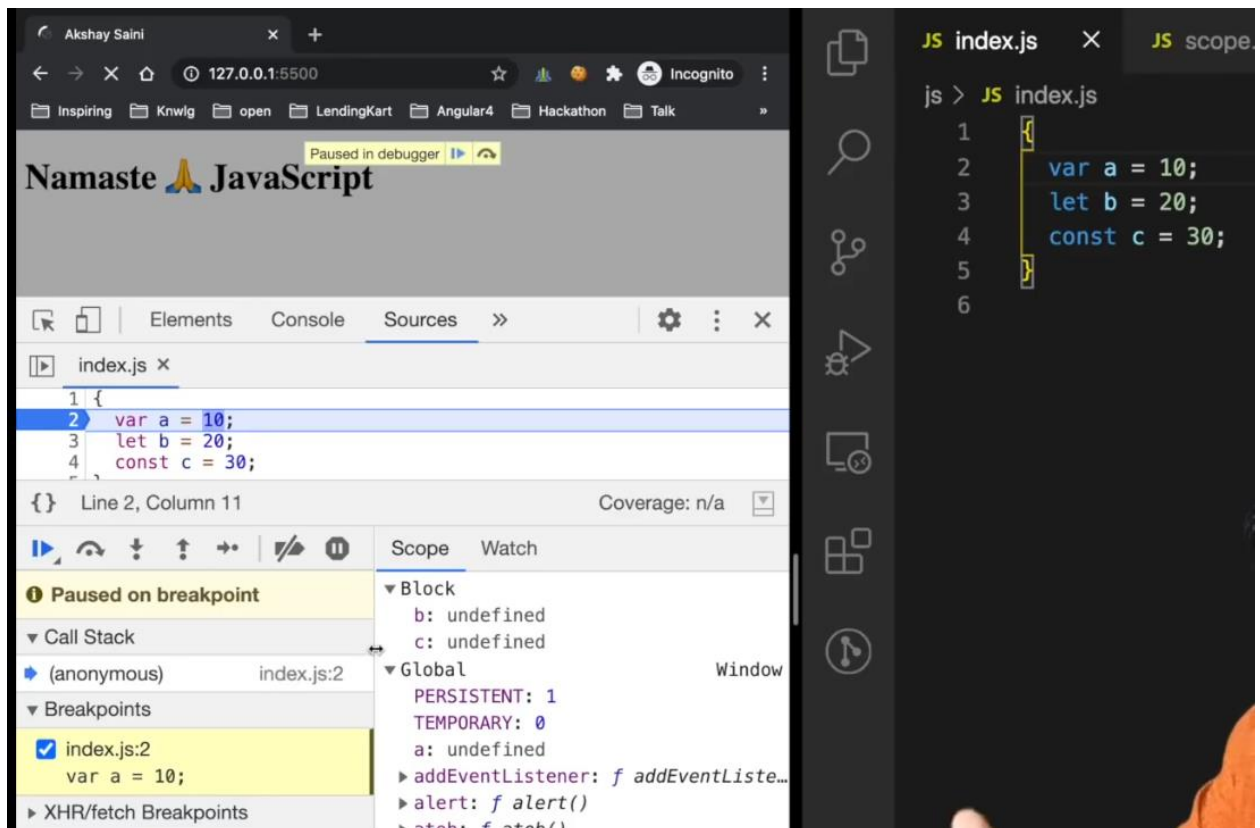 Akshay Saini
127.0.0.1:5500
Incognito
Inspiring Knwlg open LendingKart Angular4 Hackathon Talk »
Paused in debugger
Namaste 🙏 JavaScript
Elements Console Sources »
index.js
1 {
2 var a = 10;
3 let b = 20;
4 const c = 30;
{} Line 2, Column 11 Coverage: n/a
Scope Watch
Paused on breakpoint
Call Stack
(anonymous) index.js:2
Breakpoints
index.js:2
var a = 10;
XHR/fetch Breakpoints
Block
b: undefined
c: undefined
Global Window
PERSISTENT: 1
TEMPORARY: 0
a: undefined
addEventListener: ƒ addEventListe…
alert: ƒ alert()
JS index.js JS scope.
js > JS index.js
1 {
2 var a = 10;
3 let b = 20;
4 const c = 30;
5 }
6